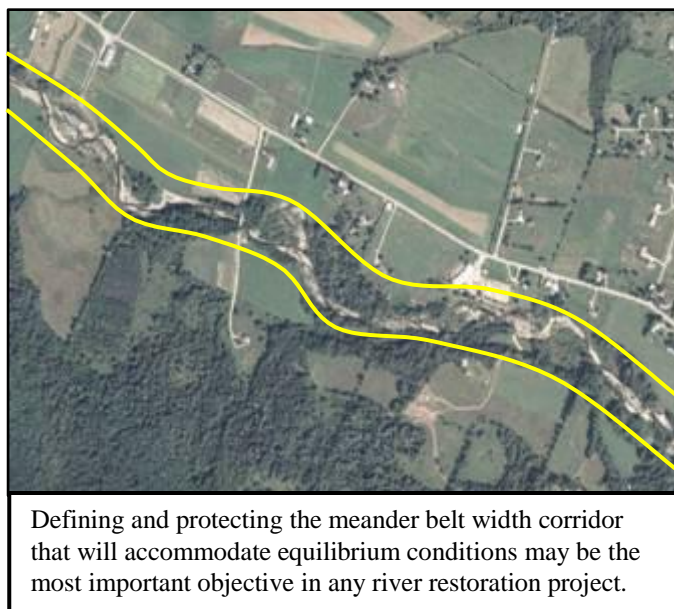 Defining and protecting the meander belt width corridor
that will accommodate equilibrium conditions may be the
most important objective in any river restoration project.